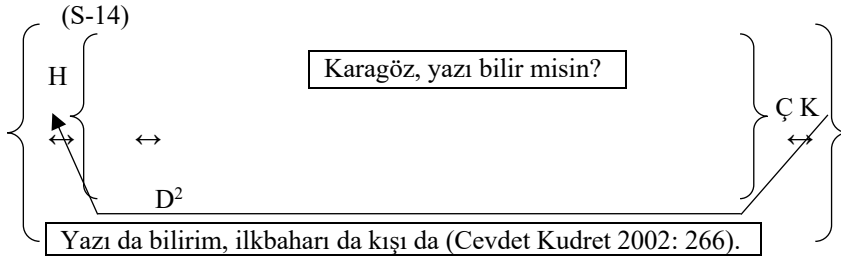 (S-14)
Karagöz, yazı bilir misin?
H
Ç K
↔ ↔ ↔
D²
Yazı da bilirim, ilkbaharı da kışı da (Cevdet Kudret 2002: 266).